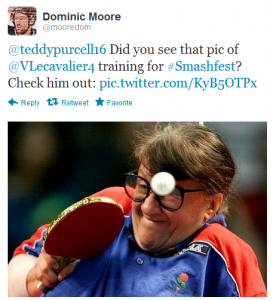 Dominic Moore
@mooredom
@teddypurcell16 Did you see that pic of
@VLecavalier4 training for #Smashfest?
Check him out: pic.twitter.com/KyB5OTPx
Reply Retweet Favorite